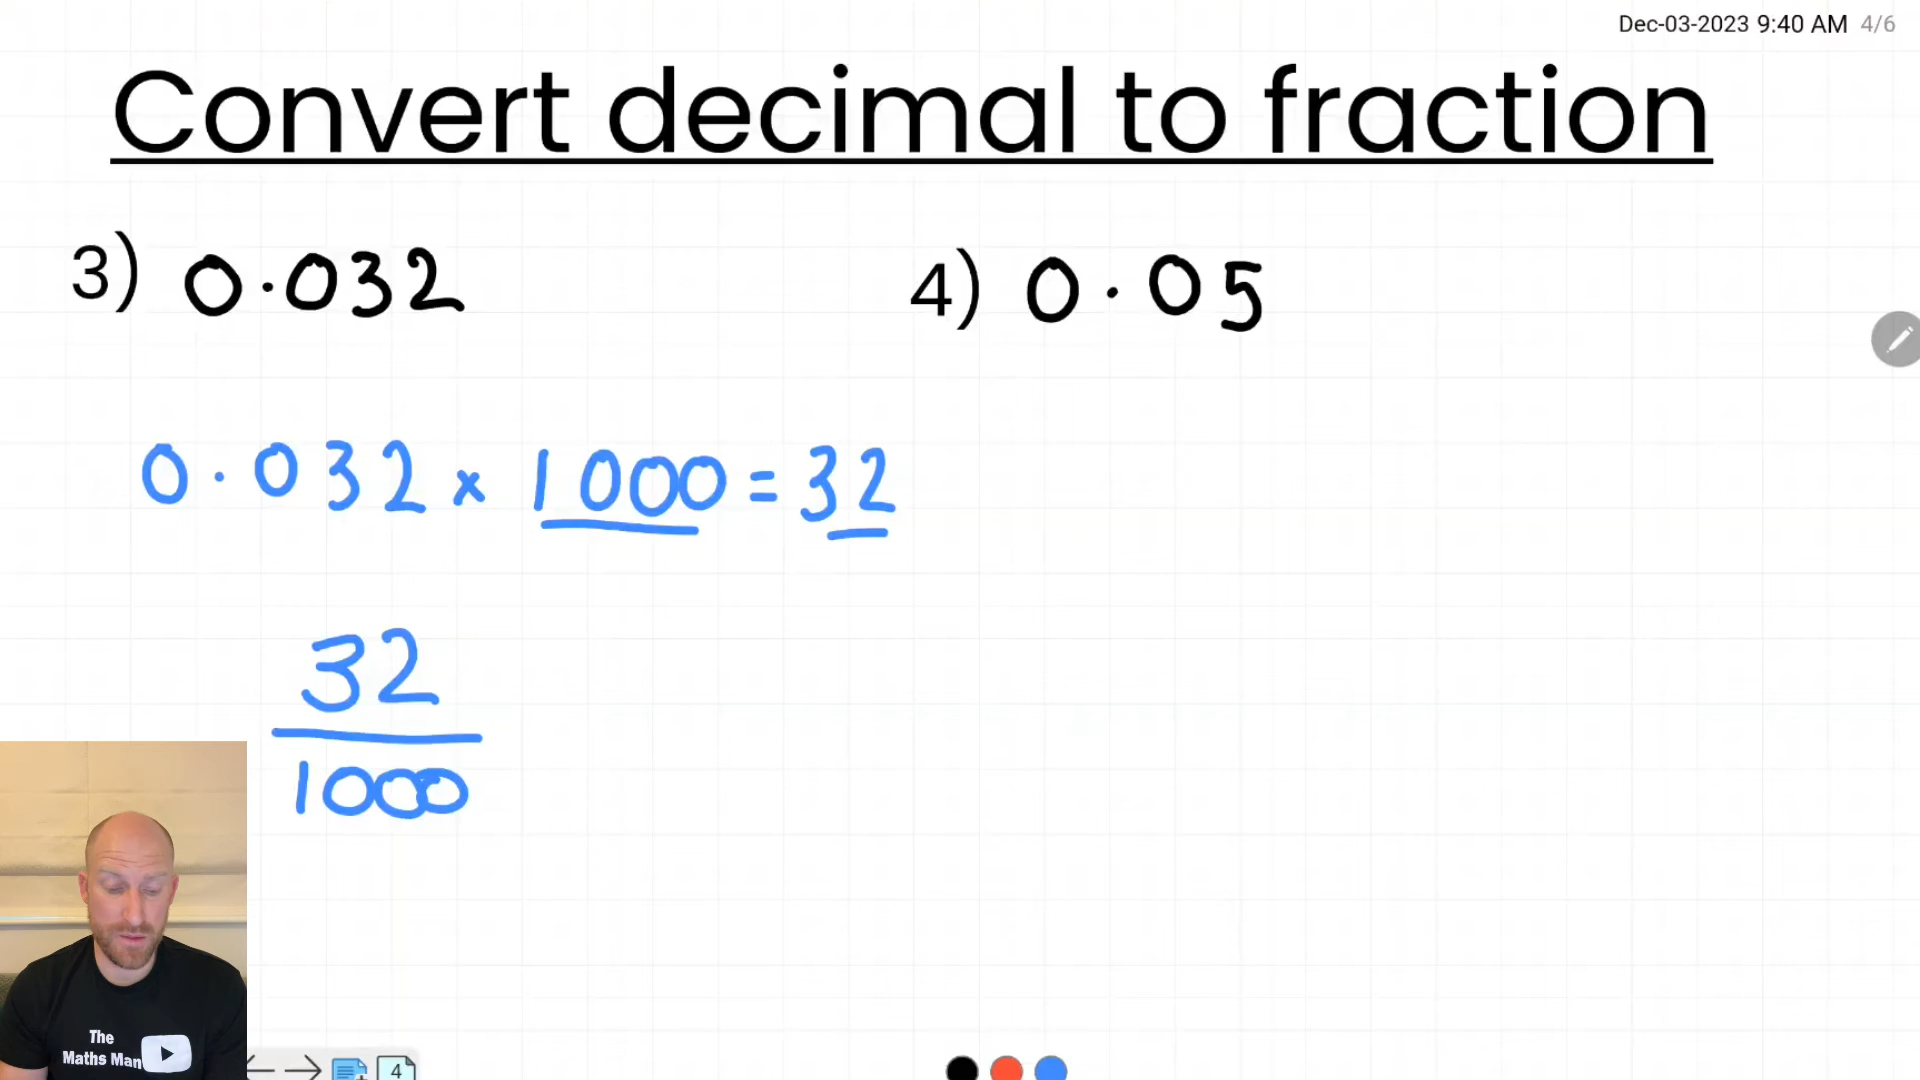 Dec-03-2023 9:40 AM 4/6
Convert decimal to fraction
3) 0.032
4) 0.05
0.032 × 1000 = 32
32
1000
The
Maths Man
4